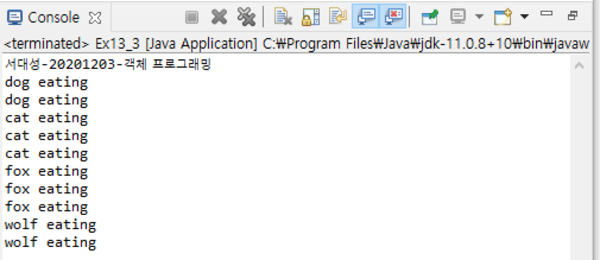 Console
<terminated> Ex13_3 [Java Application] C:₩Program Files₩Java₩jdk-11.0.8+10₩bin₩javaw
서대성-20201203-객체 프로그래밍
dog eating
dog eating
cat eating
cat eating
cat eating
fox eating
fox eating
fox eating
wolf eating
wolf eating